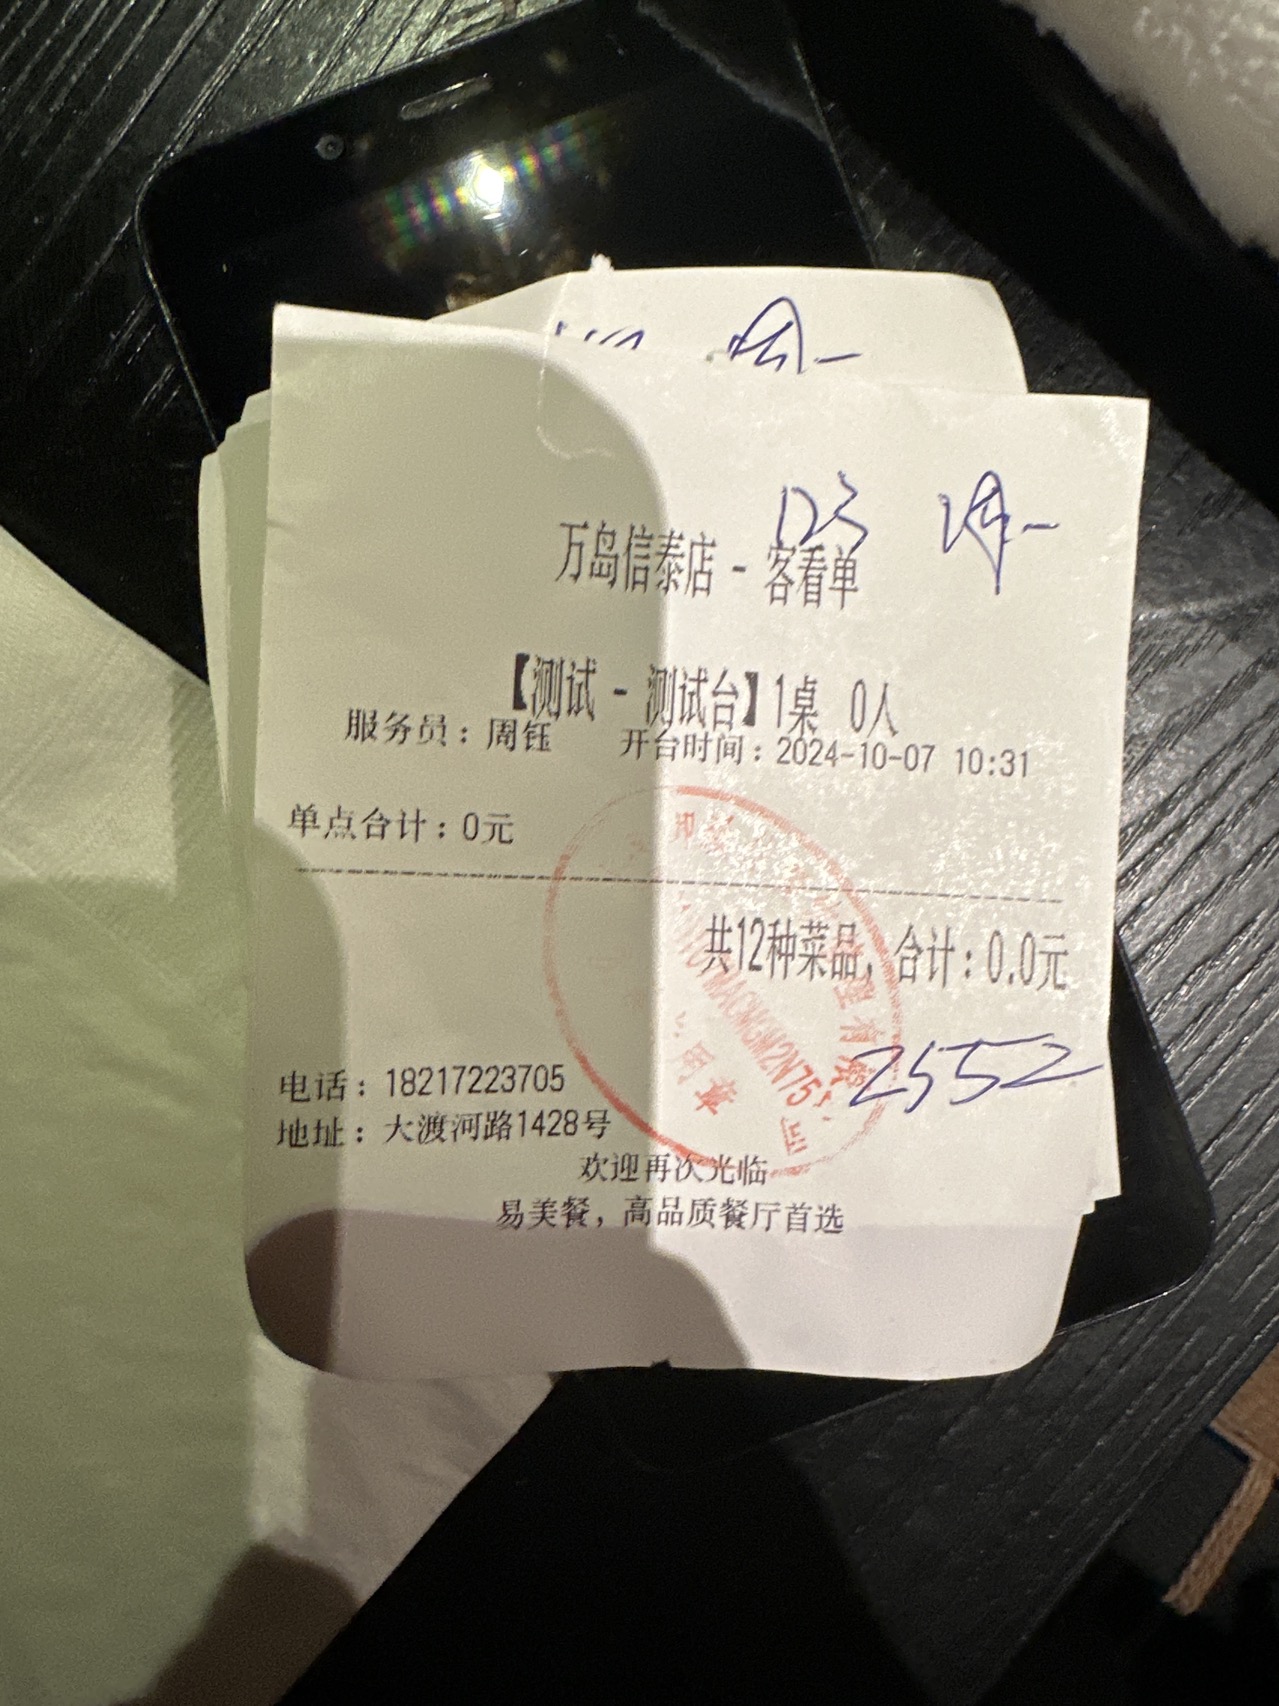 123
万岛信泰店 - 客看单
【测试 - 测试台】1桌 0人
服务员：周钰 开台时间：2024-10-07 10:31
单点合计：0元
共12种菜品，合计：0.0元
2552
电话：18217223705
地址：大渡河路1428号
欢迎再次光临
易美餐，高品质餐厅首选